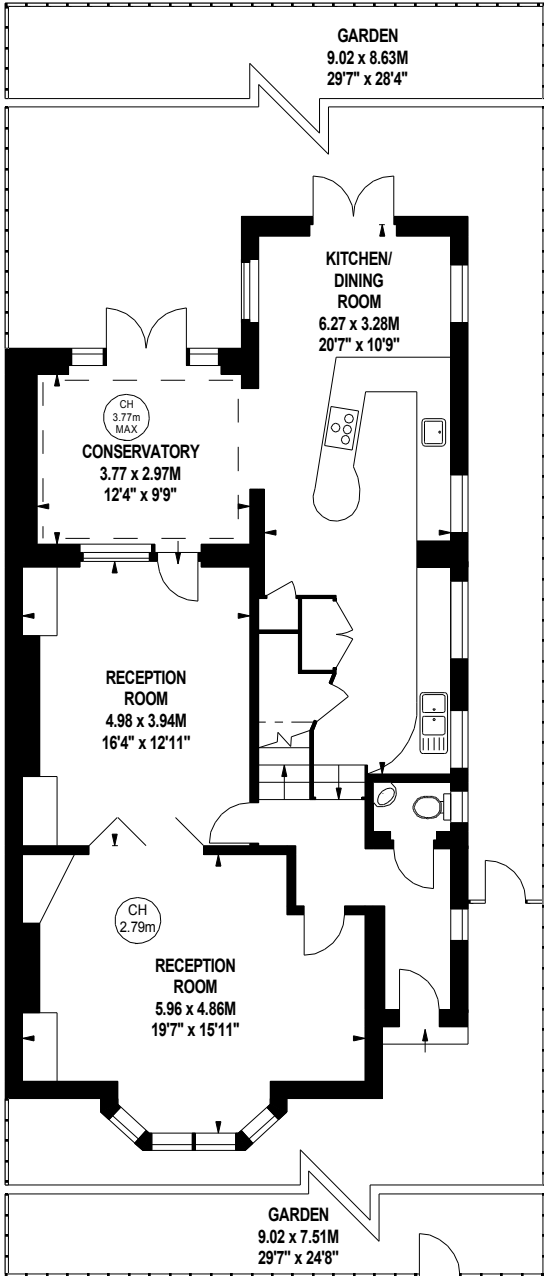 GARDEN
9.02 x 8.63M
29'7" x 28'4"
KITCHEN/
DINING
ROOM
6.27 x 3.28M
20'7" x 10'9"
CH
3.77m
MAX
CONSERVATORY
3.77 x 2.97M
12'4" x 9'9"
RECEPTION
ROOM
4.98 x 3.94M
16'4" x 12'11"
CH
2.79m
RECEPTION
ROOM
5.96 x 4.86M
19'7" x 15'11"
GARDEN
9.02 x 7.51M
29'7" x 24'8"